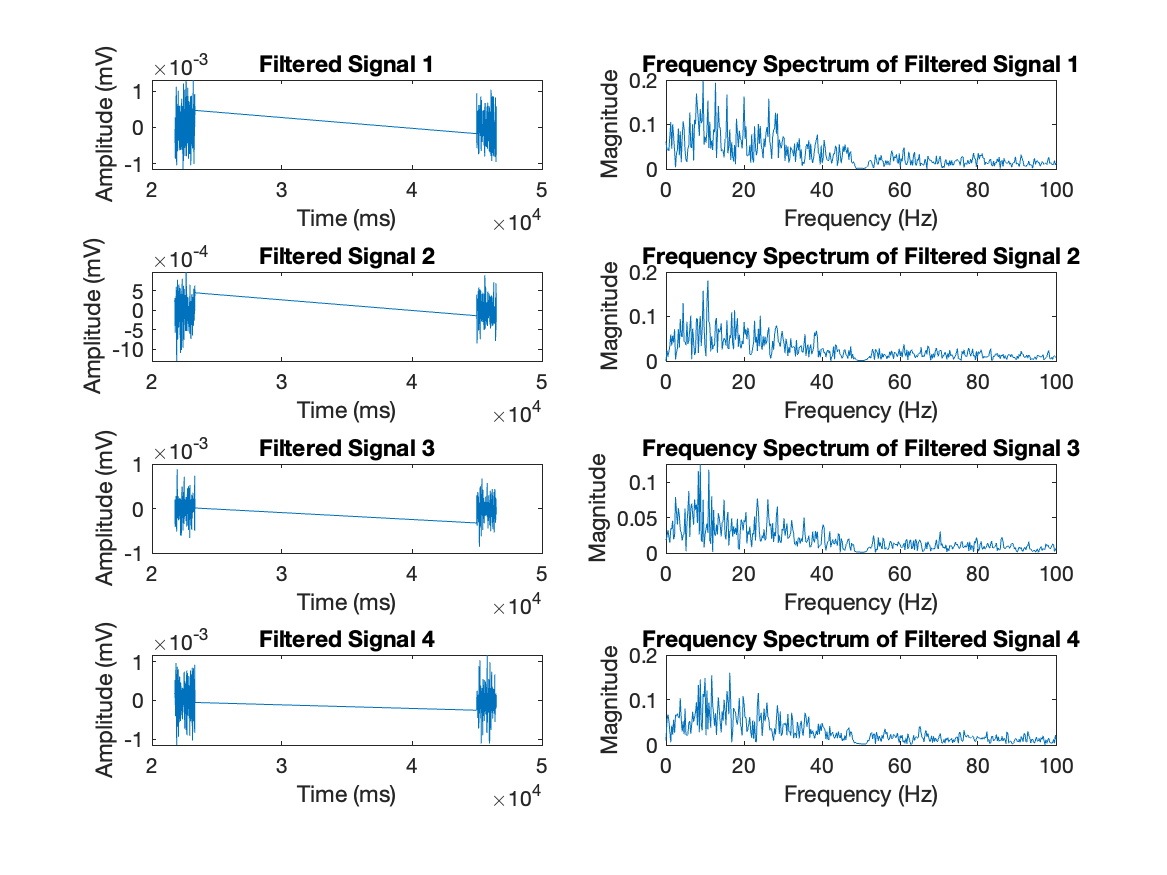 Filtered Signal 1
×10-3
Amplitude (mV)
1
0
-1
2 3 4 5
Time (ms)
×104
Frequency Spectrum of Filtered Signal 1
Magnitude
0.2
0.1
0
0 20 40 60 80 100
Frequency (Hz)
Filtered Signal 2
×10-4
Amplitude (mV)
5
0
-5
-10
2 3 4 5
Time (ms)
×104
Frequency Spectrum of Filtered Signal 2
Magnitude
0.2
0.1
0
0 20 40 60 80 100
Frequency (Hz)
Filtered Signal 3
×10-3
Amplitude (mV)
1
0
-1
2 3 4 5
Time (ms)
×104
Frequency Spectrum of Filtered Signal 3
Magnitude
0.1
0.05
0
0 20 40 60 80 100
Frequency (Hz)
Filtered Signal 4
×10-3
Amplitude (mV)
1
0
-1
2 3 4 5
Time (ms)
×104
Frequency Spectrum of Filtered Signal 4
Magnitude
0.2
0.1
0
0 20 40 60 80 100
Frequency (Hz)